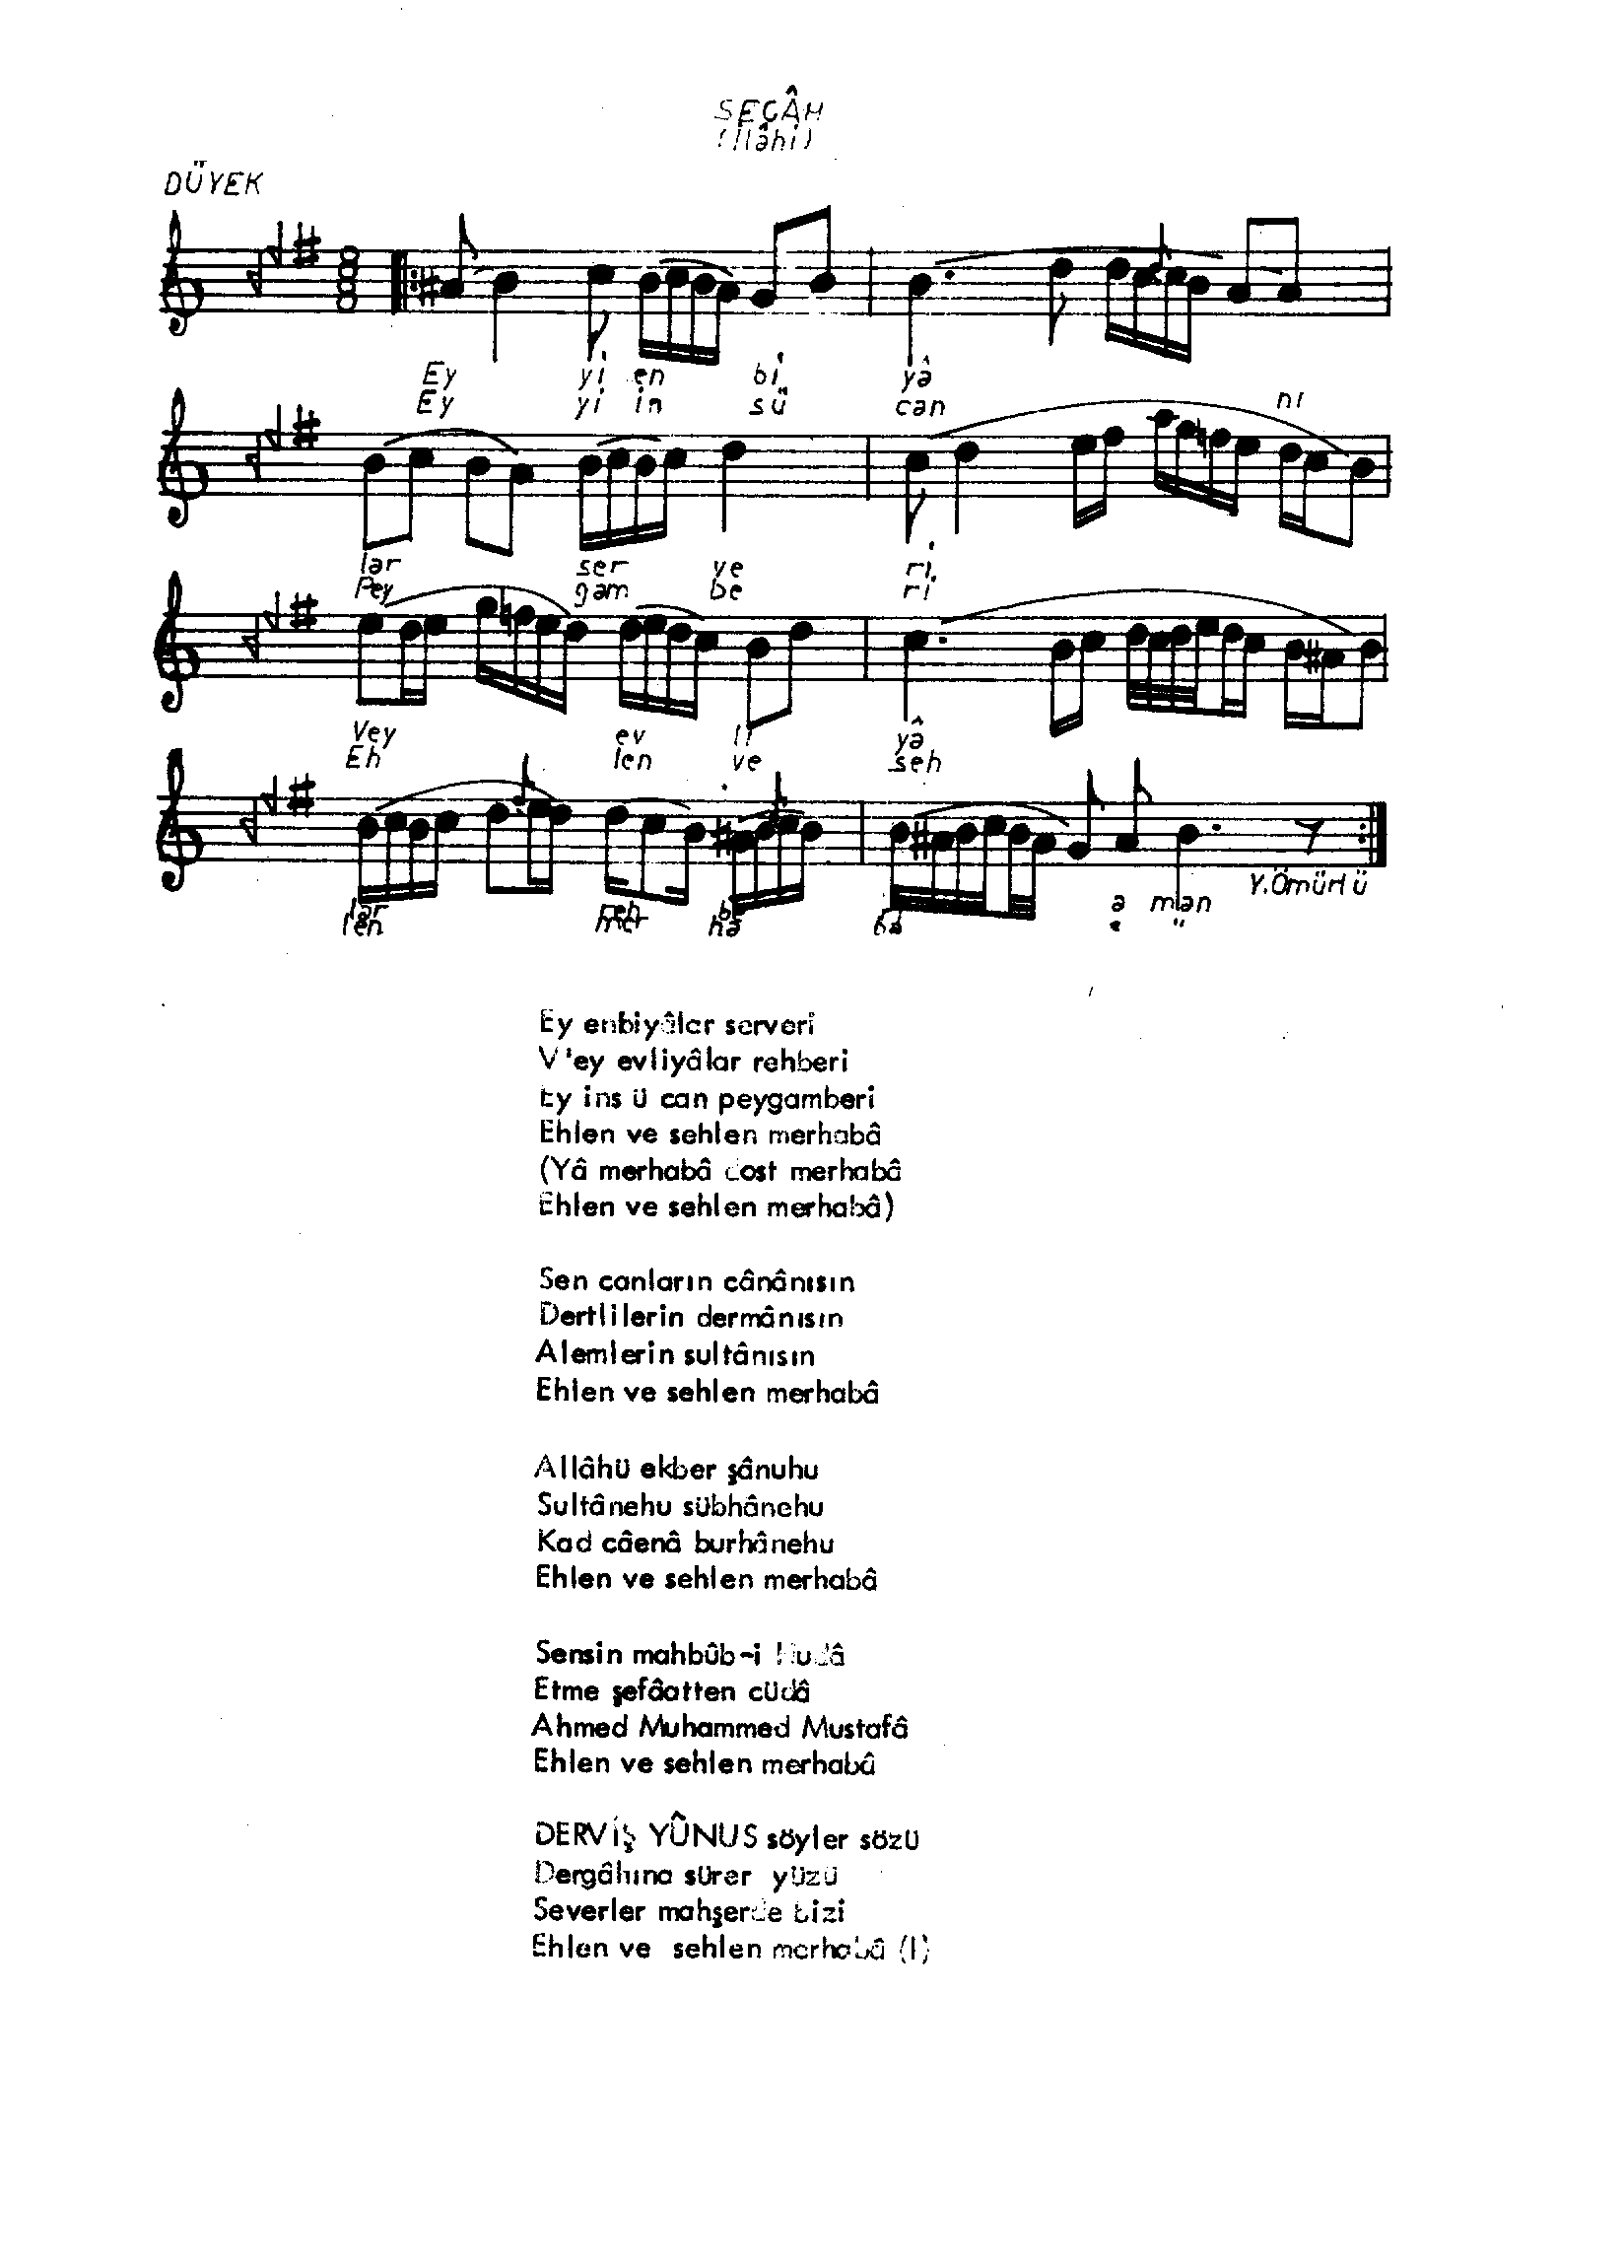 SEGÂH
(İlâhi)
DÜYEK
8 8
Ey yi en bi yâ
Ey yi in sü can ni
lar ser ve ri
Pey gam be ri
Vey ev li yâ
Eh len ve seh
lar reh be a man
len mer ha bâ
Y.Ömürlü
Ey enbiyâlar serveri
V'ey evliyâlar rehberi
Ey ins ü can peygamberi
Ehlen ve sehlen merhabâ
(Yâ merhabâ dost merhabâ
Ehlen ve sehlen merhabâ)
Sen canların cânânısın
Dertlilerin dermânısın
Alemlerin sultânısın
Ehlen ve sehlen merhabâ
Allâhü ekber şânuhu
Sultânehu sübhânehu
Kad câenâ burhânehu
Ehlen ve sehlen merhabâ
Sensin mahbûb-i Hudâ
Etme şefâatten cüdâ
Ahmed Muhammed Mustafâ
Ehlen ve sehlen merhabâ
DERVİŞ YÛNUS söyler sözü
Dergâhına sürer yüzü
Severler mahşerde bizi
Ehlen ve sehlen merhabâ (1)